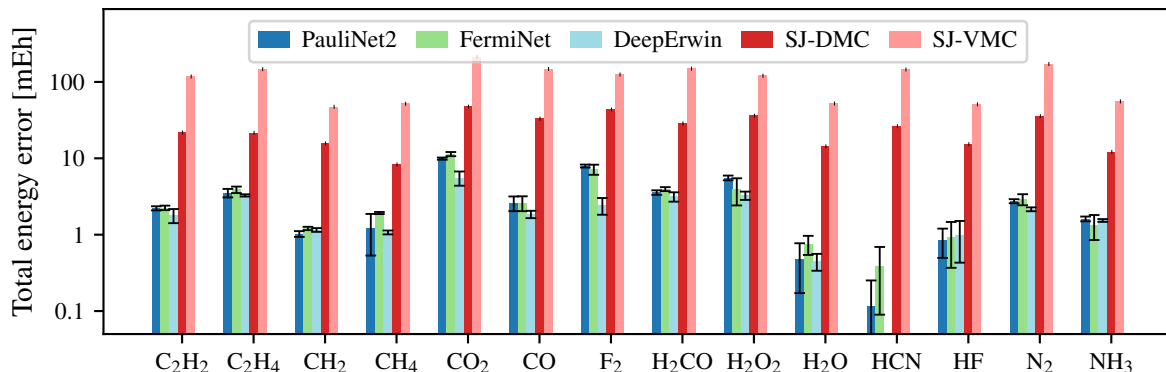 Total energy error [mEh]
PauliNet2 FermiNet DeepErwin SJ-DMC SJ-VMC
100
10
1
0.1
C₂H₂ C₂H₄ CH₂ CH₄ CO₂ CO F₂ H₂CO H₂O₂ H₂O HCN HF N₂ NH₃